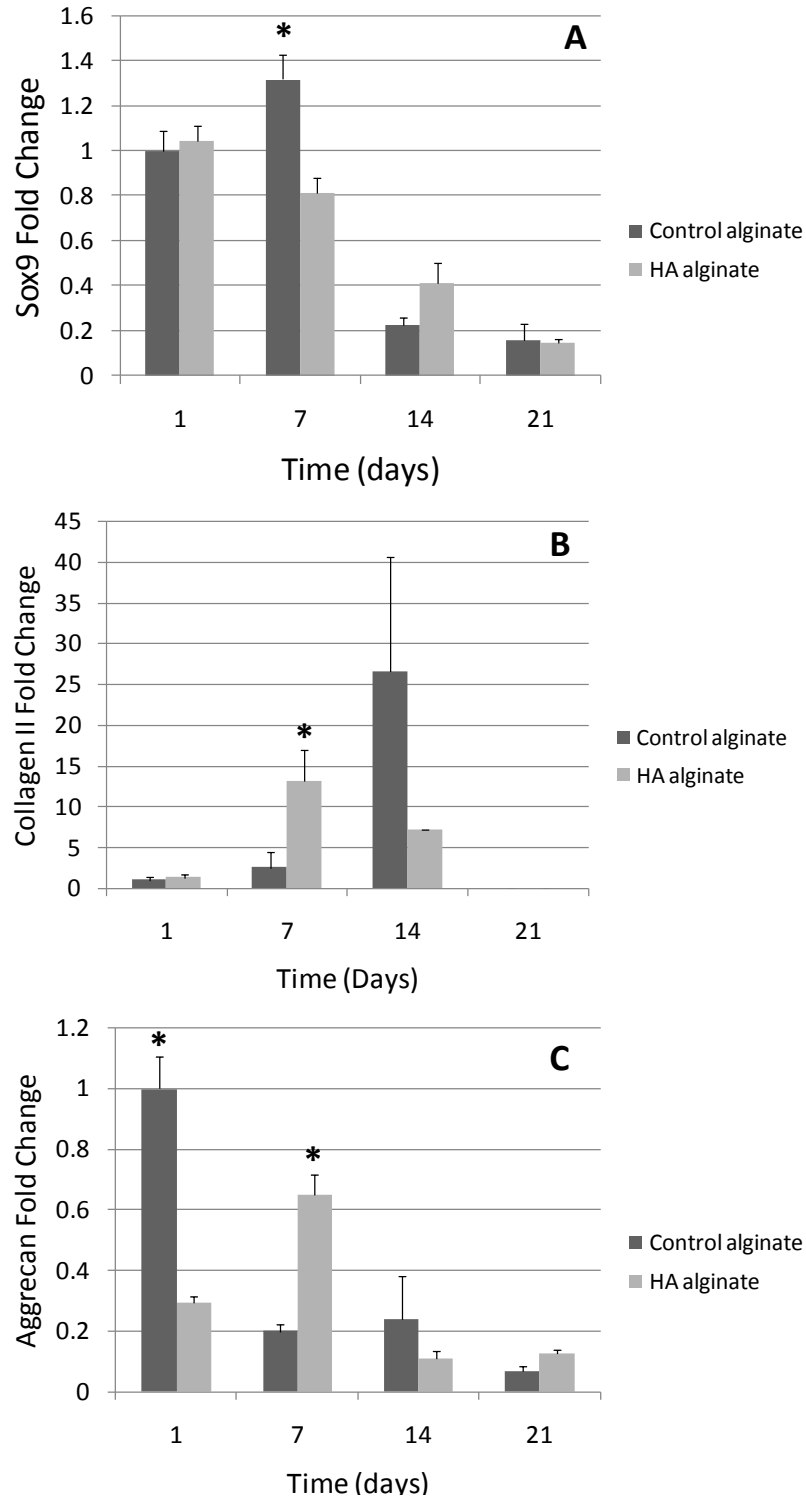 A
*
1.6
1.4
1.2
1
0.8
0.6
0.4
0.2
0
Sox9 Fold Change
1 7 14 21
Time (days)
Control alginate
HA alginate
B
*
45
40
35
30
25
20
15
10
5
0
Collagen II Fold Change
1 7 14 21
Time (Days)
Control alginate
HA alginate
C
*
*
1.2
1
0.8
0.6
0.4
0.2
0
Aggrecan Fold Change
1 7 14 21
Time (days)
Control alginate
HA alginate